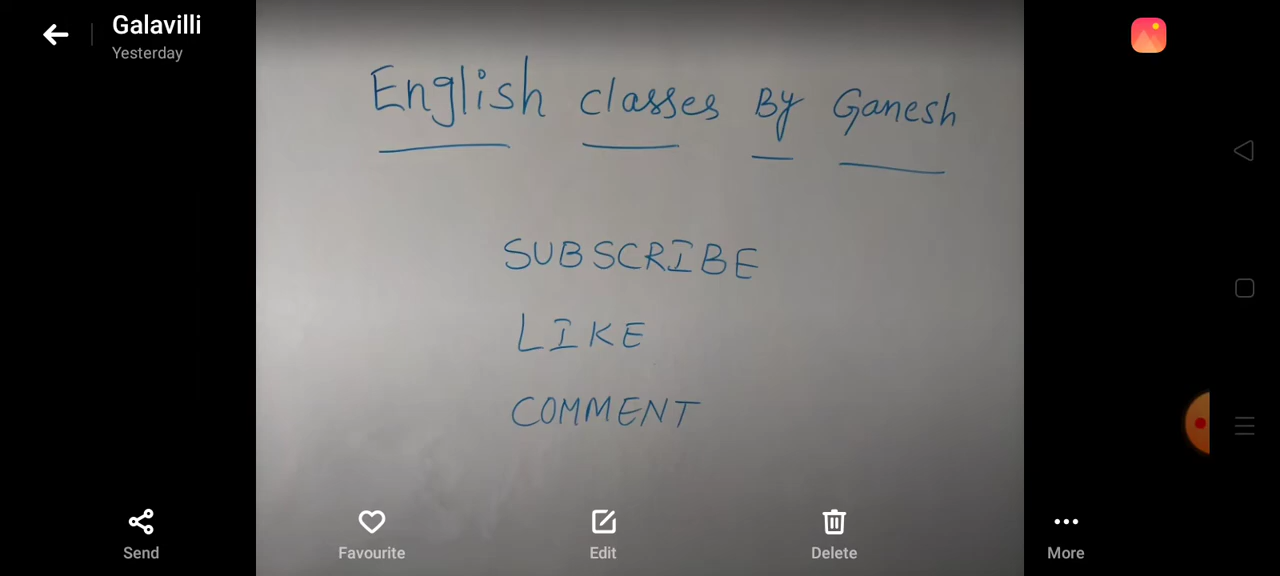 Galavilli
Yesterday
English classes By Ganesh
SUBSCRIBE
LIKE
COMMENT
Send
Favourite
Edit
Delete
More